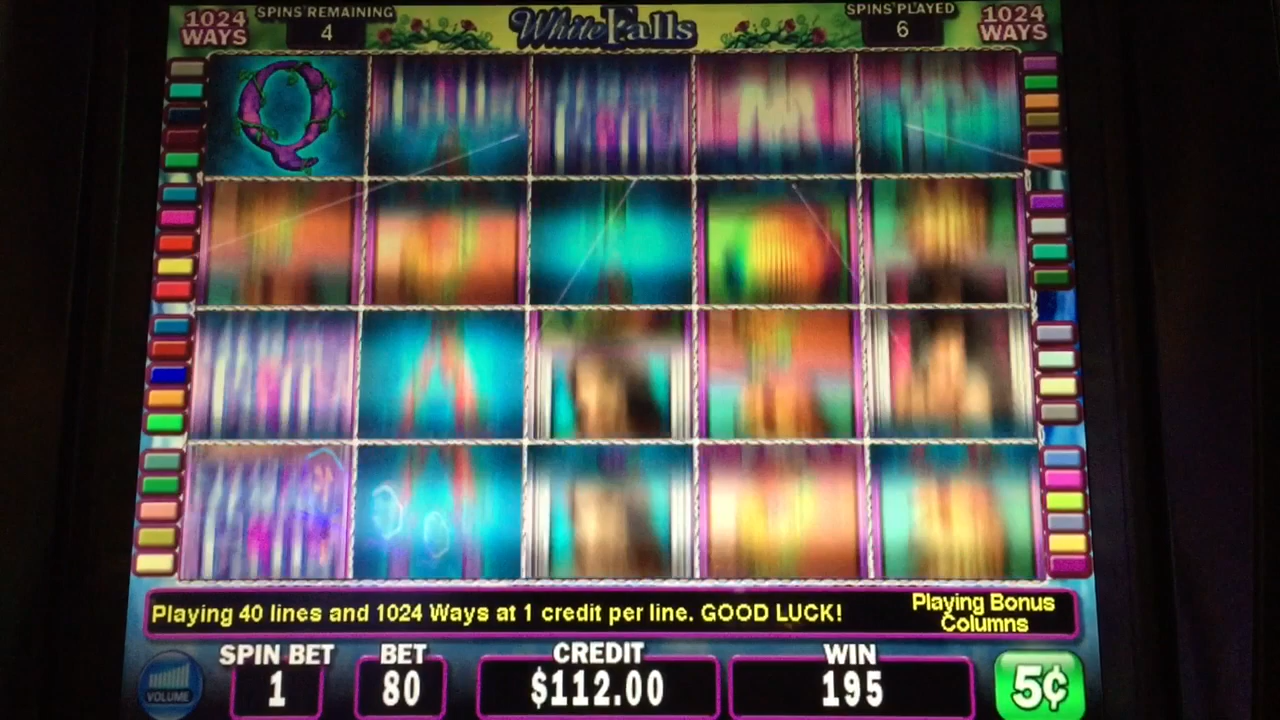 1024 WAYS
SPINS REMAINING
4
White Falls
SPINS PLAYED
6
1024 WAYS
Q
Playing 40 lines and 1024 Ways at 1 credit per line. GOOD LUCK!
Playing Bonus
Columns
VOLUME
SPIN BET
1
BET
80
CREDIT
$112.00
WIN
195
5¢